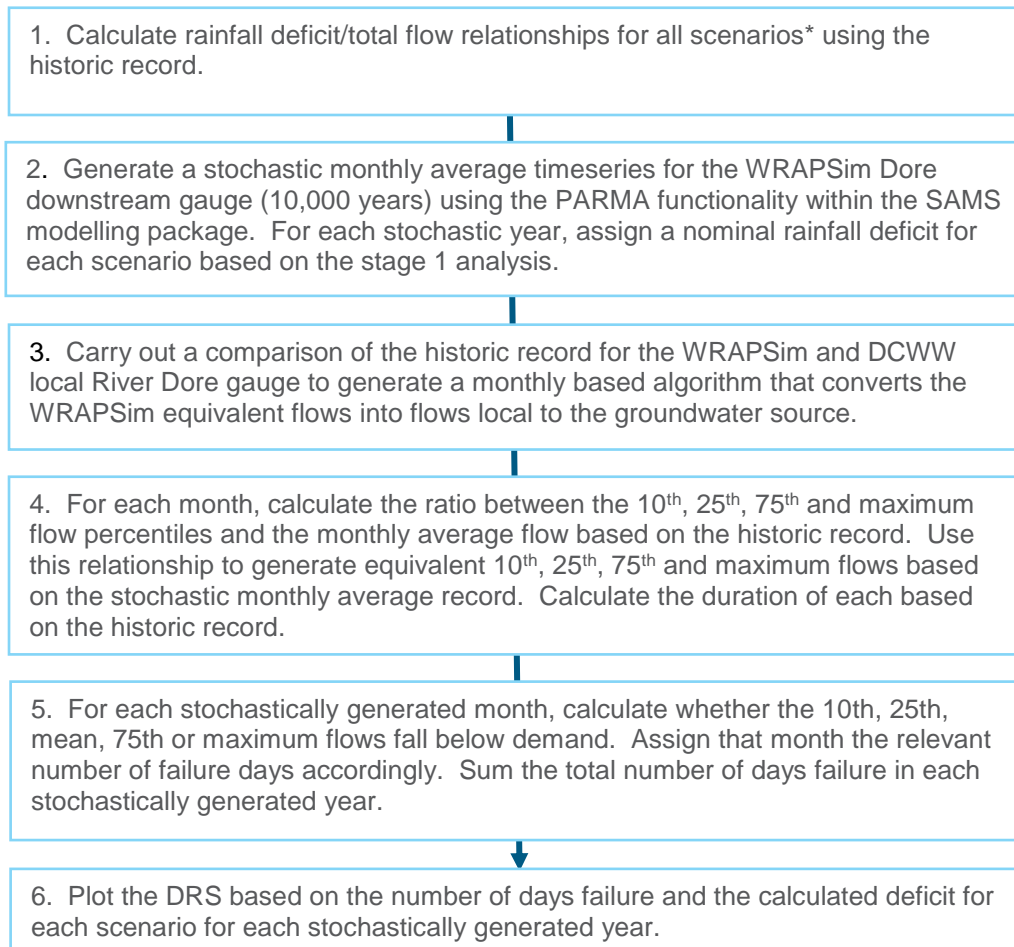 1. Calculate rainfall deficit/total flow relationships for all scenarios* using the
historic record.
2. Generate a stochastic monthly average timeseries for the WRAPSim Dore
downstream gauge (10,000 years) using the PARMA functionality within the SAMS
modelling package. For each stochastic year, assign a nominal rainfall deficit for
each scenario based on the stage 1 analysis.
3. Carry out a comparison of the historic record for the WRAPSim and DCWW
local River Dore gauge to generate a monthly based algorithm that converts the
WRAPSim equivalent flows into flows local to the groundwater source.
4. For each month, calculate the ratio between the 10th, 25th, 75th and maximum
flow percentiles and the monthly average flow based on the historic record. Use
this relationship to generate equivalent 10th, 25th, 75th and maximum flows based
on the stochastic monthly average record. Calculate the duration of each based
on the historic record.
5. For each stochastically generated month, calculate whether the 10th, 25th,
mean, 75th or maximum flows fall below demand. Assign that month the relevant
number of failure days accordingly. Sum the total number of days failure in each
stochastically generated year.
6. Plot the DRS based on the number of days failure and the calculated deficit for
each scenario for each stochastically generated year.